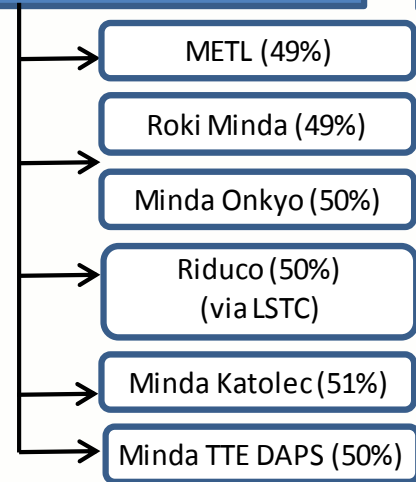 METL (49%)
Roki Minda (49%)
Minda Onkyo (50%)
Riduco (50%)
(via LSTC)
Minda Katolec (51%)
Minda TTE DAPS (50%)